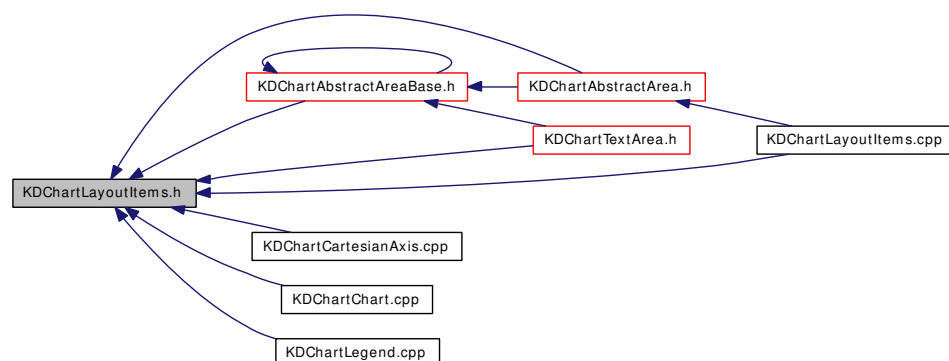 KDChartAbstractAreaBase.h
KDChartAbstractArea.h
KDChartTextArea.h
KDChartLayoutItems.cpp
KDChartLayoutItems.h
KDChartCartesianAxis.cpp
KDChartChart.cpp
KDChartLegend.cpp